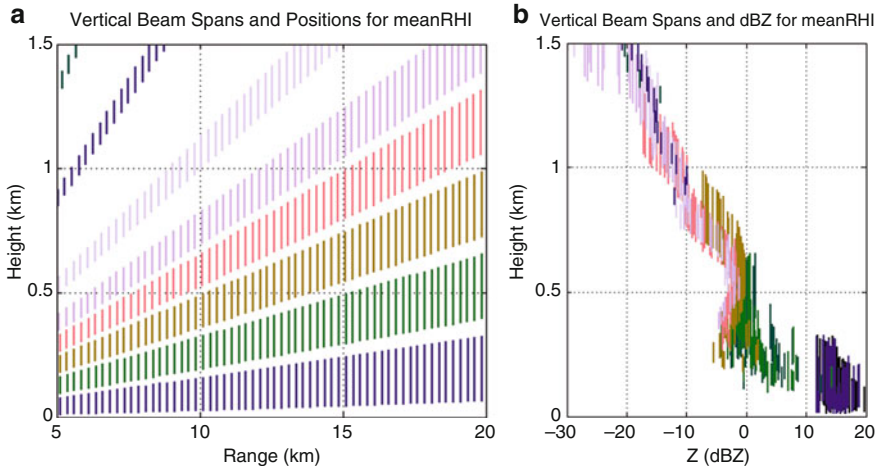 a Vertical Beam Spans and Positions for meanRHI
1.5
1
0.5
0
Height (km)
5 10 15 20
Range (km)
b Vertical Beam Spans and dBZ for meanRHI
1.5
1
0.5
0
Height (km)
–30 –20 –10 0 10 20
Z (dBZ)